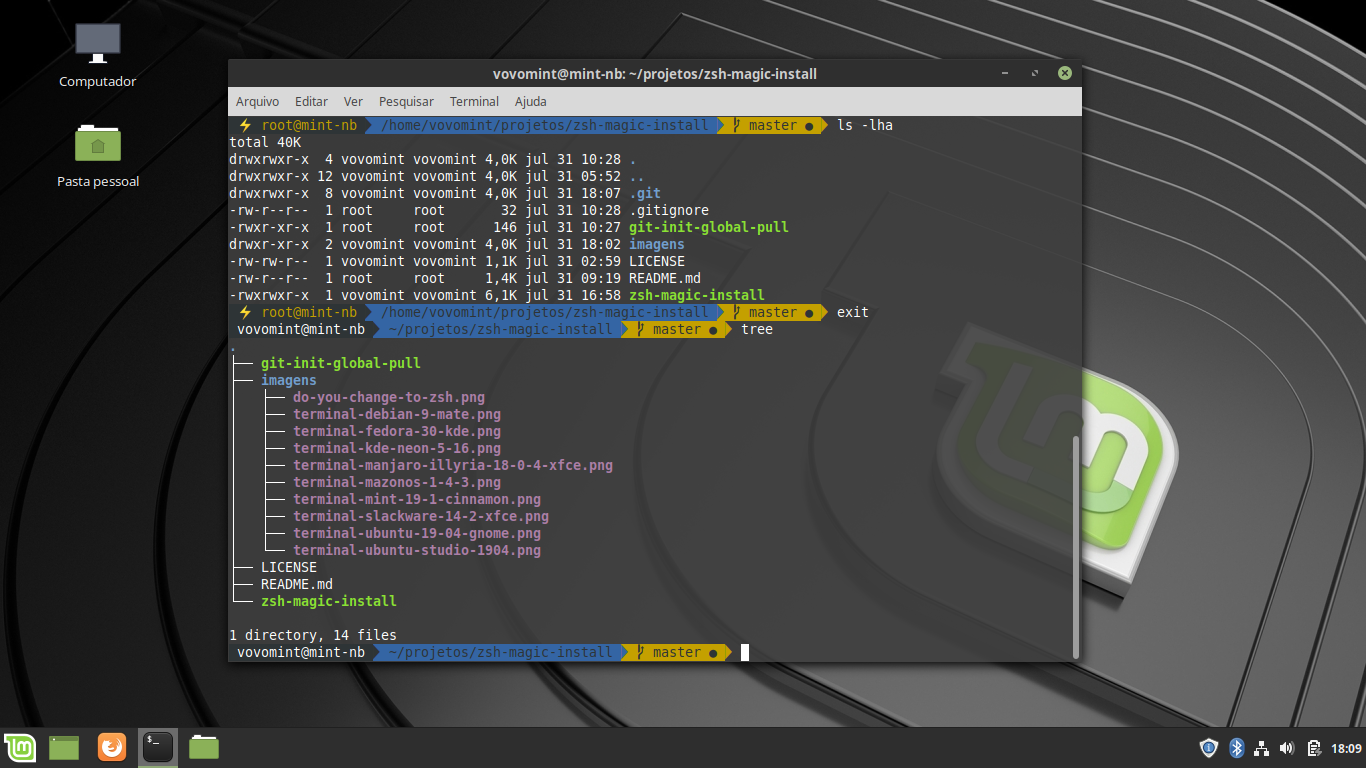 Computador
Pasta pessoal
vovomint@mint-nb: ~/projetos/zsh-magic-install
Arquivo Editar Ver Pesquisar Terminal Ajuda
⚡ root@mint-nb /home/vovomint/projetos/zsh-magic-install master ● ls -lha
total 40K
drwxrwxr-x  4 vovomint vovomint 4,0K jul 31 10:28 .
drwxrwxr-x 12 vovomint vovomint 4,0K jul 31 05:52 ..
drwxrwxr-x  8 vovomint vovomint 4,0K jul 31 18:07 .git
-rw-r--r--  1 root     root       32 jul 31 10:28 .gitignore
-rwxr-xr-x  1 root     root      146 jul 31 10:27 git-init-global-pull
drwxr-xr-x  2 vovomint vovomint 4,0K jul 31 18:02 imagens
-rw-rw-r--  1 vovomint vovomint 1,1K jul 31 02:59 LICENSE
-rw-r--r--  1 root     root     1,4K jul 31 09:19 README.md
-rwxrwxr-x  1 vovomint vovomint 6,1K jul 31 16:58 zsh-magic-install
⚡ root@mint-nb /home/vovomint/projetos/zsh-magic-install master ● exit
vovomint@mint-nb ~/projetos/zsh-magic-install master ● tree
.
├── git-init-global-pull
├── imagens
│   ├── do-you-change-to-zsh.png
│   ├── terminal-debian-9-mate.png
│   ├── terminal-fedora-30-kde.png
│   ├── terminal-kde-neon-5-16.png
│   ├── terminal-manjaro-illyria-18-0-4-xfce.png
│   ├── terminal-mazonos-1-4-3.png
│   ├── terminal-mint-19-1-cinnamon.png
│   ├── terminal-slackware-14-2-xfce.png
│   ├── terminal-ubuntu-19-04-gnome.png
│   └── terminal-ubuntu-studio-1904.png
├── LICENSE
├── README.md
└── zsh-magic-install
1 directory, 14 files
vovomint@mint-nb ~/projetos/zsh-magic-install master ●
18:09